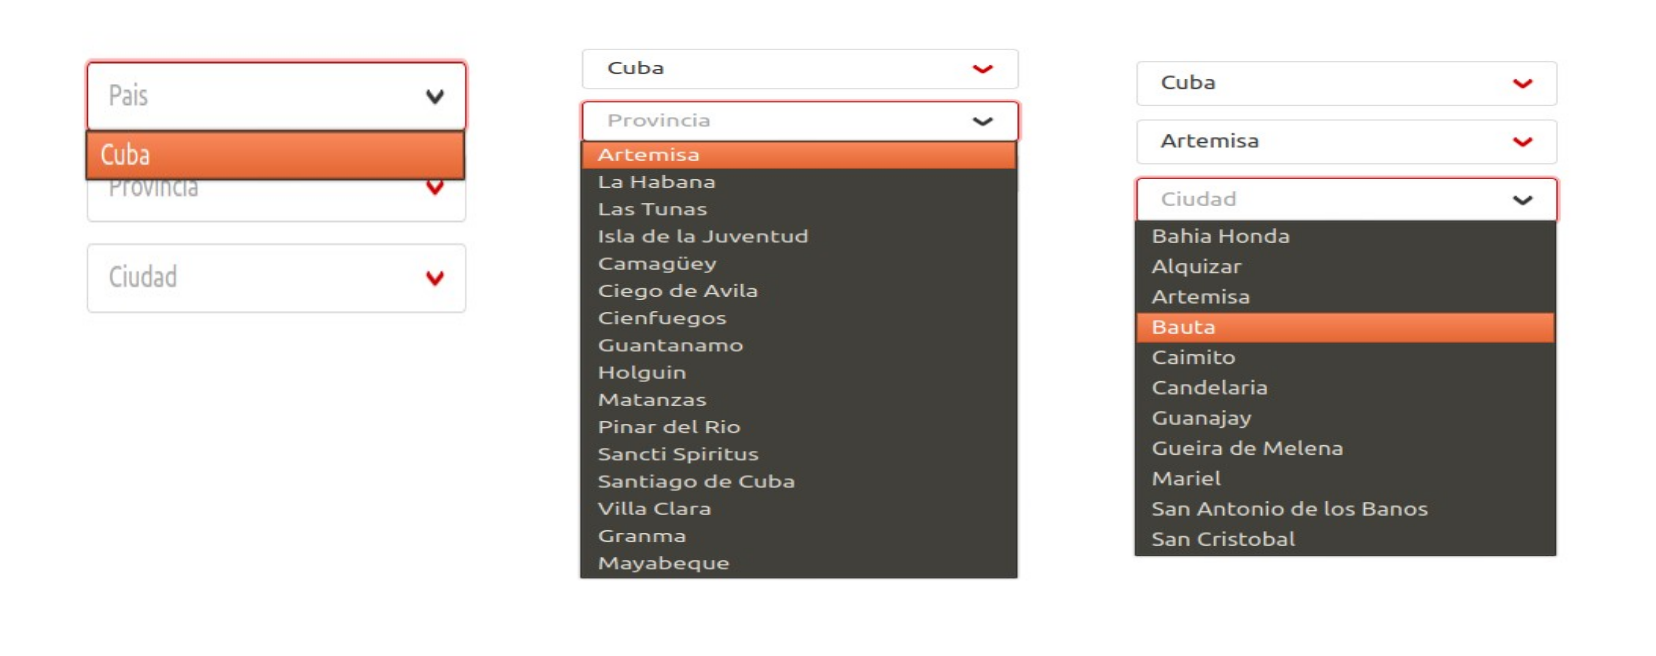 Pais
Cuba
Provincia
Ciudad
Cuba
Provincia
Artemisa
La Habana
Las Tunas
Isla de la Juventud
Camagüey
Ciego de Avila
Cienfuegos
Guantanamo
Holguin
Matanzas
Pinar del Rio
Sancti Spiritus
Santiago de Cuba
Villa Clara
Granma
Mayabeque
Cuba
Artemisa
Ciudad
Bahia Honda
Alquizar
Artemisa
Bauta
Caimito
Candelaria
Guanajay
Gueira de Melena
Mariel
San Antonio de los Banos
San Cristobal